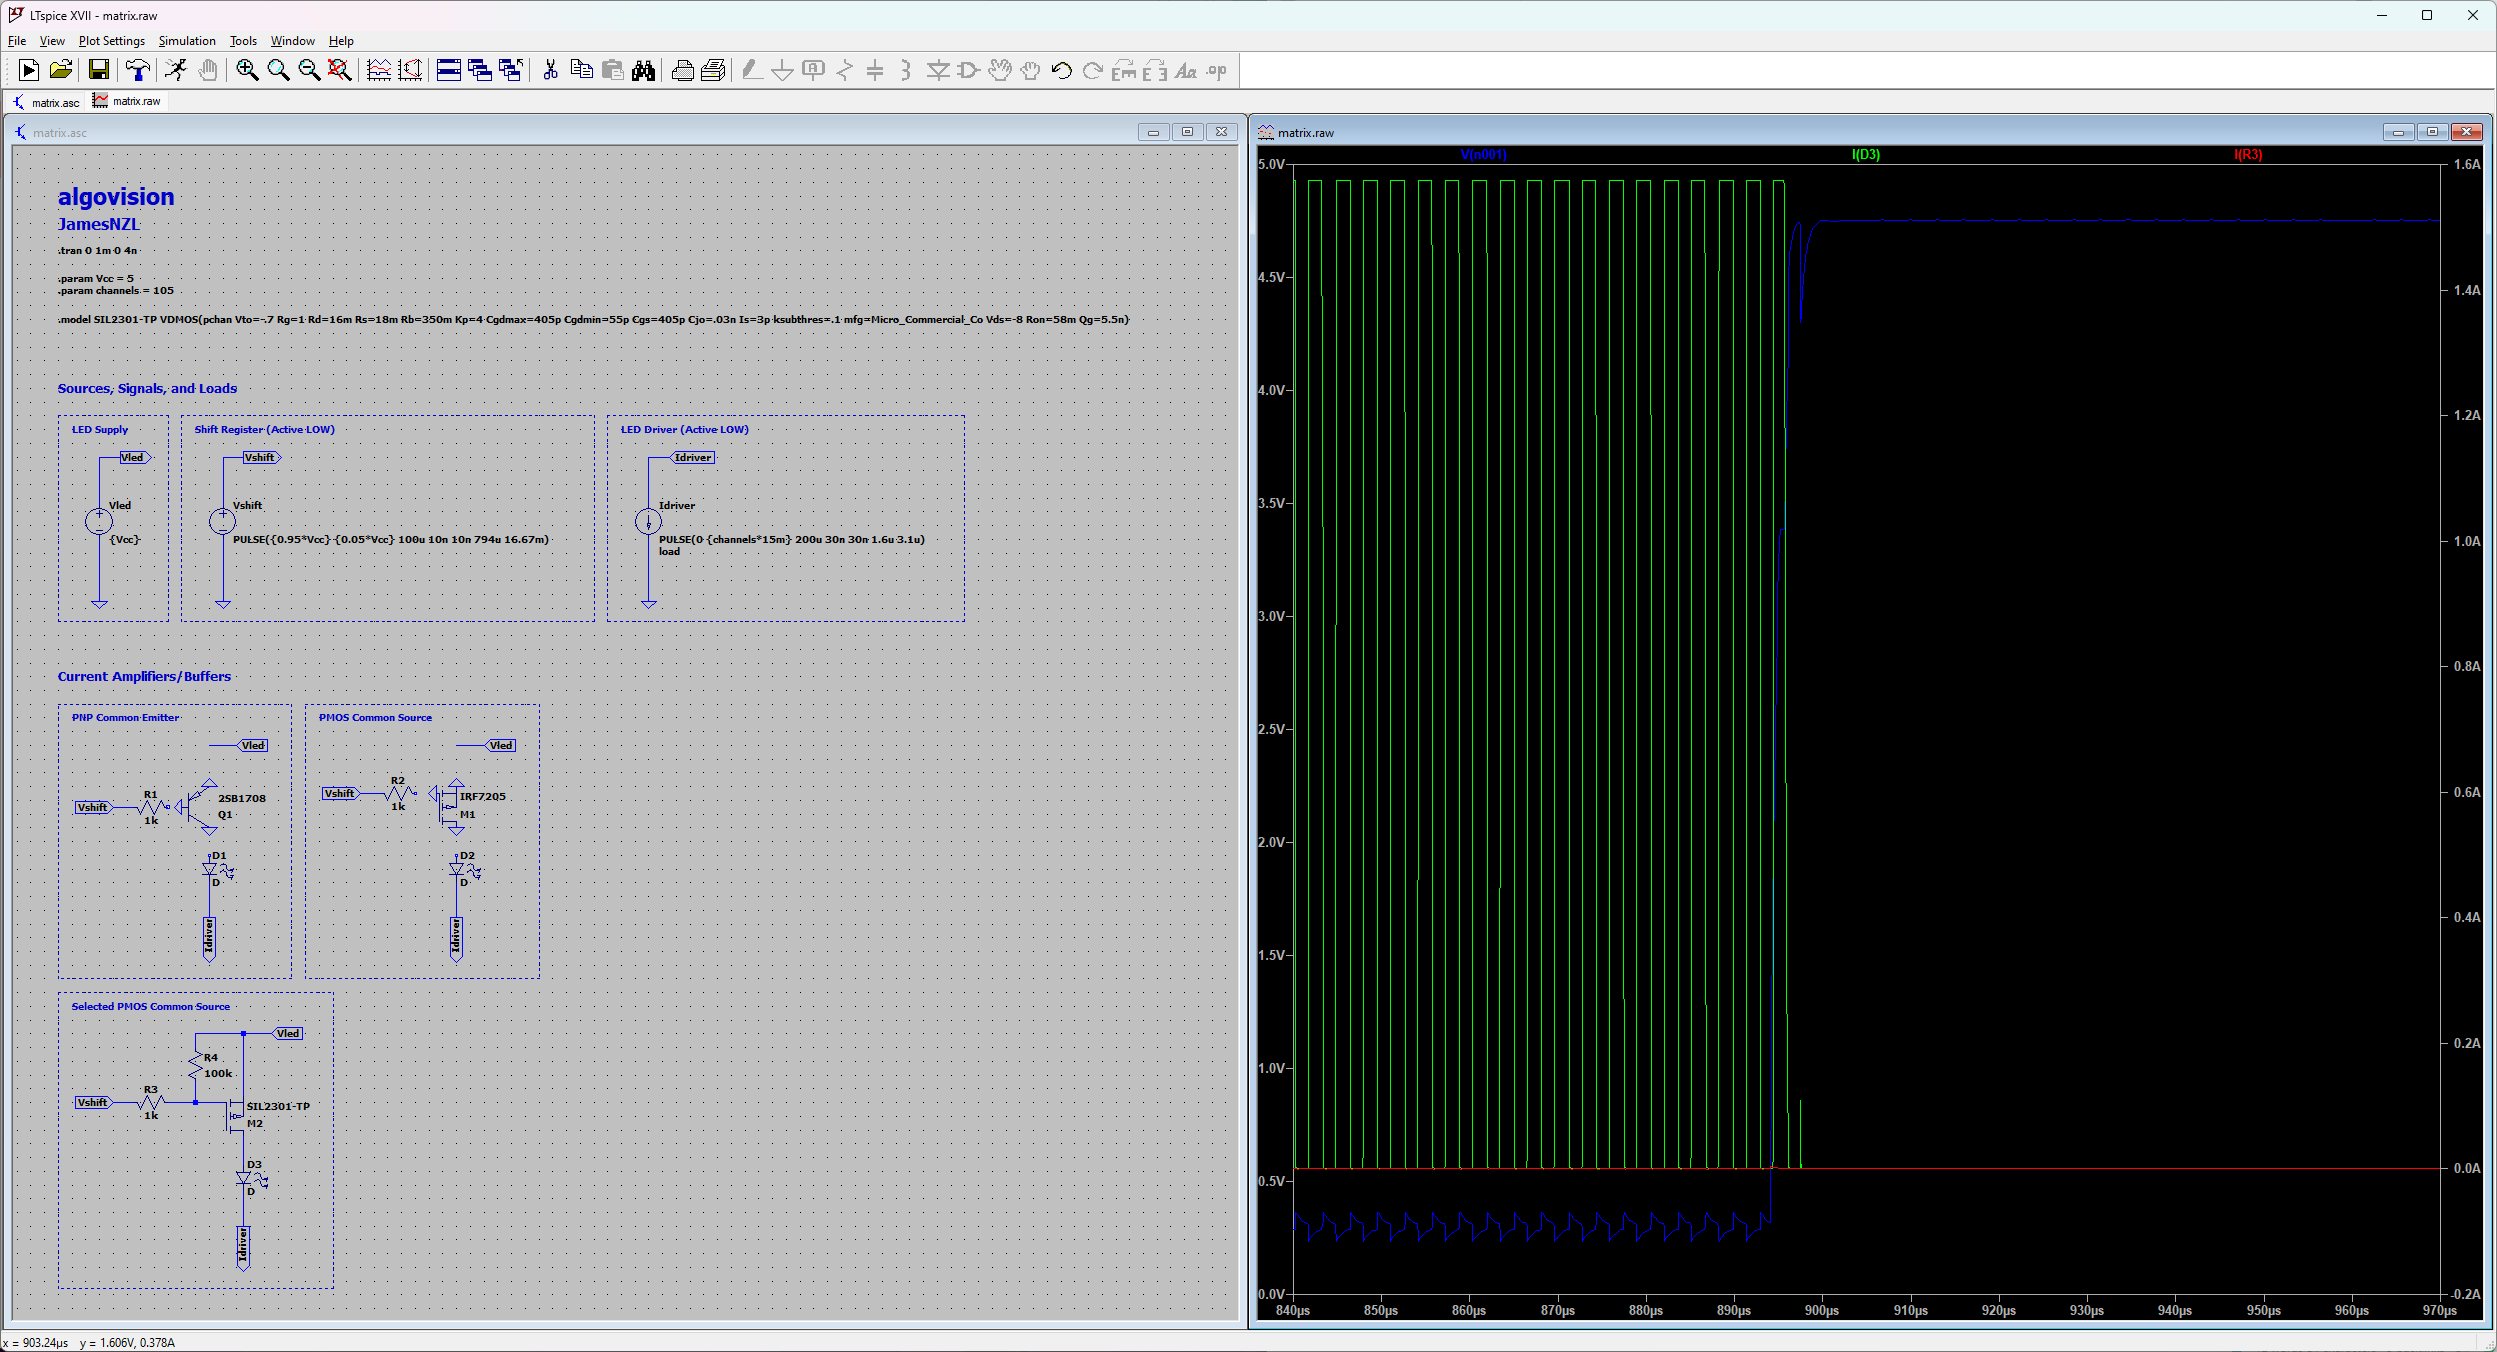 LTspice XVII - matrix.raw
File View Plot Settings Simulation Tools Window Help
matrix.asc matrix.raw
matrix.asc
algovision
JamesNZL
.tran 0 1m 0 4n
.param Vcc = 5
.param channels = 105
.model SIL2301-TP VDMOS(pchan Vto=-.7 Rg=1 Rd=16m Rs=18m Rb=350m Kp=4 Cgdmax=405p Cgdmin=55p Cgs=405p Cjo=.03n Is=3p ksubthres=.1 mfg=Micro_Commercial_Co Vds=-8 Ron=58m Qg=5.5n)
Sources, Signals, and Loads
LED Supply
Vled
Vled
{Vcc}
Shift Register (Active LOW)
Vshift
Vshift
PULSE({0.95*Vcc} {0.05*Vcc} 100u 10n 10n 794u 16.67m)
LED Driver (Active LOW)
Idriver
Idriver
PULSE(0 {channels*15m} 200u 30n 30n 1.6u 3.1u)
load
Current Amplifiers/Buffers
PNP Common Emitter
Vled
Vshift
R1
1k
2SB1708
Q1
D1
D
Idriver
PMOS Common Source
Vled
Vshift
R2
1k
IRF7205
M1
D2
D
Idriver
Selected PMOS Common Source
Vled
R4
100k
Vshift
R3
1k
SIL2301-TP
M2
D3
D
Idriver
matrix.raw
V(n001) I(D3) I(R3)
5.0V
4.5V
4.0V
3.5V
3.0V
2.5V
2.0V
1.5V
1.0V
0.5V
0.0V
1.6A
1.4A
1.2A
1.0A
0.8A
0.6A
0.4A
0.2A
0.0A
-0.2A
840µs 850µs 860µs 870µs 880µs 890µs 900µs 910µs 920µs 930µs 940µs 950µs 960µs 970µs
x = 903.24µs y = 1.606V, 0.378A